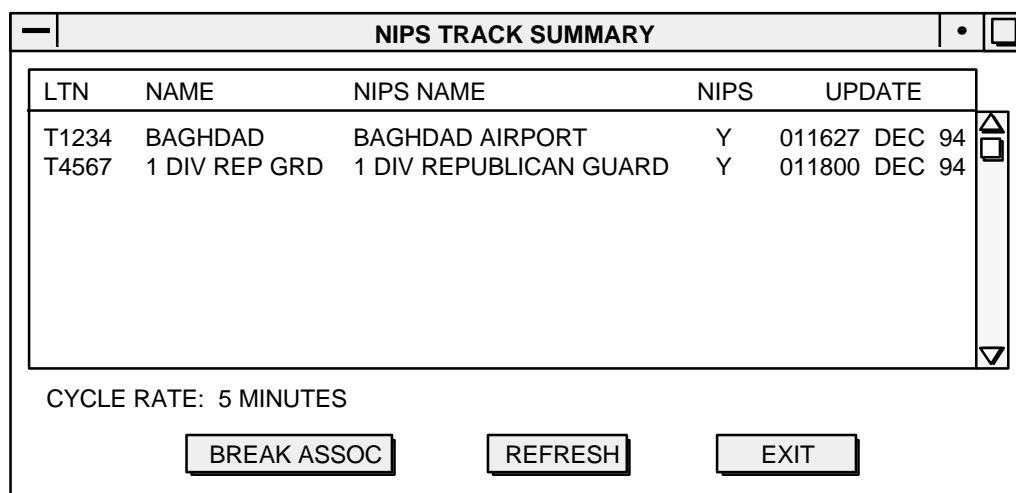 NIPS TRACK SUMMARY
LTN NAME NIPS NAME NIPS UPDATE
T1234 BAGHDAD BAGHDAD AIRPORT Y 011627 DEC 94
T4567 1 DIV REP GRD 1 DIV REPUBLICAN GUARD Y 011800 DEC 94
CYCLE RATE: 5 MINUTES
BREAK ASSOC REFRESH EXIT